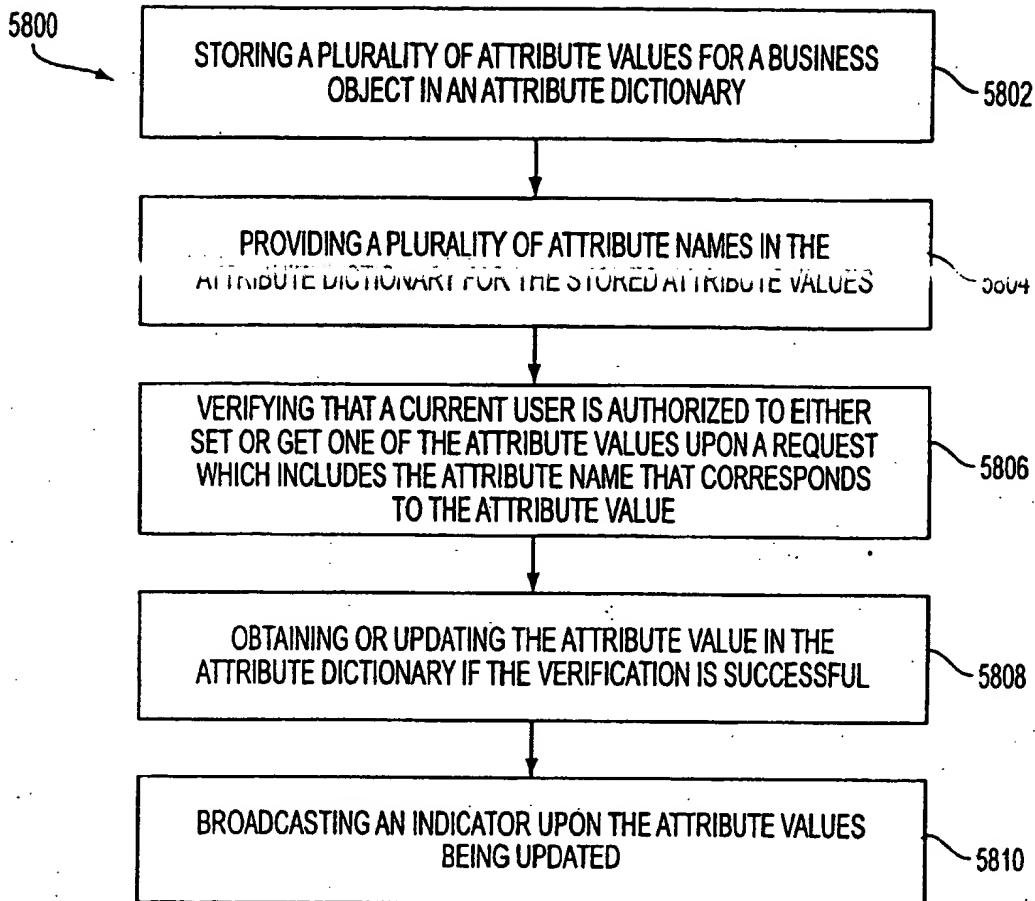 5800
STORING A PLURALITY OF ATTRIBUTE VALUES FOR A BUSINESS
OBJECT IN AN ATTRIBUTE DICTIONARY
5802
PROVIDING A PLURALITY OF ATTRIBUTE NAMES IN THE
ATTRIBUTE DICTIONARY FOR THE STORED ATTRIBUTE VALUES
5804
VERIFYING THAT A CURRENT USER IS AUTHORIZED TO EITHER
SET OR GET ONE OF THE ATTRIBUTE VALUES UPON A REQUEST
WHICH INCLUDES THE ATTRIBUTE NAME THAT CORRESPONDS
TO THE ATTRIBUTE VALUE
5806
OBTAINING OR UPDATING THE ATTRIBUTE VALUE IN THE
ATTRIBUTE DICTIONARY IF THE VERIFICATION IS SUCCESSFUL
5808
BROADCASTING AN INDICATOR UPON THE ATTRIBUTE VALUES
BEING UPDATED
5810